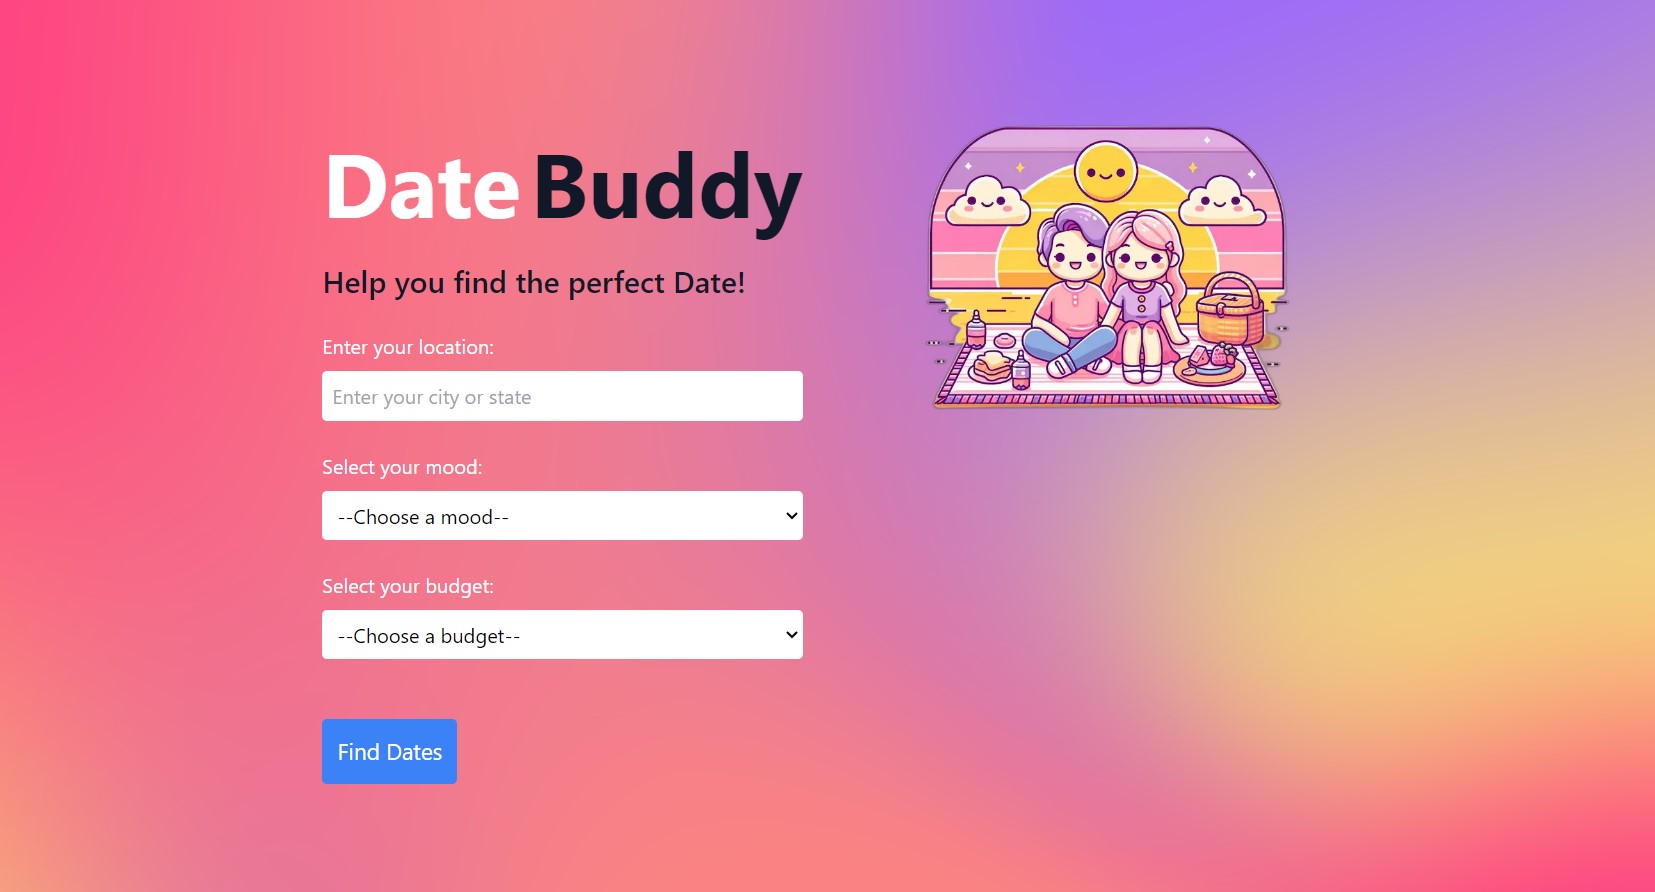 Date Buddy
Help you find the perfect Date!
Enter your location:
Enter your city or state
Select your mood:
--Choose a mood--
Select your budget:
--Choose a budget--
Find Dates